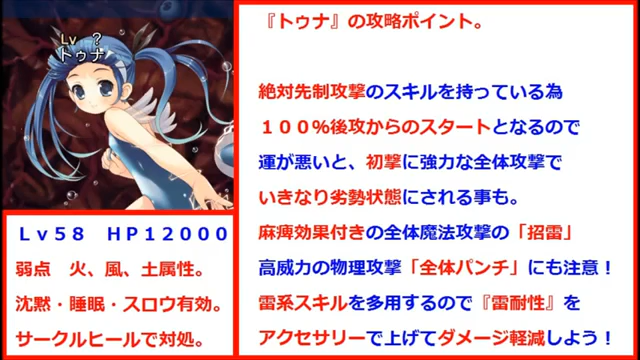 Lv ?
トゥナ
Lv58 HP12000
弱点 火、風、土属性。
沈黙・睡眠・スロウ有効。
サークルヒールで対処。
『トゥナ』の攻略ポイント。
絶対先制攻撃のスキルを持っている為
100%後攻からのスタートとなるので
運が悪いと、初撃に強力な全体攻撃で
いきなり劣勢状態にされる事も。
麻痺効果付きの全体魔法攻撃の「招雷」
高威力の物理攻撃「全体パンチ」にも注意!
雷系スキルを多用するので『雷耐性』を
アクセサリーで上げてダメージ軽減しよう!